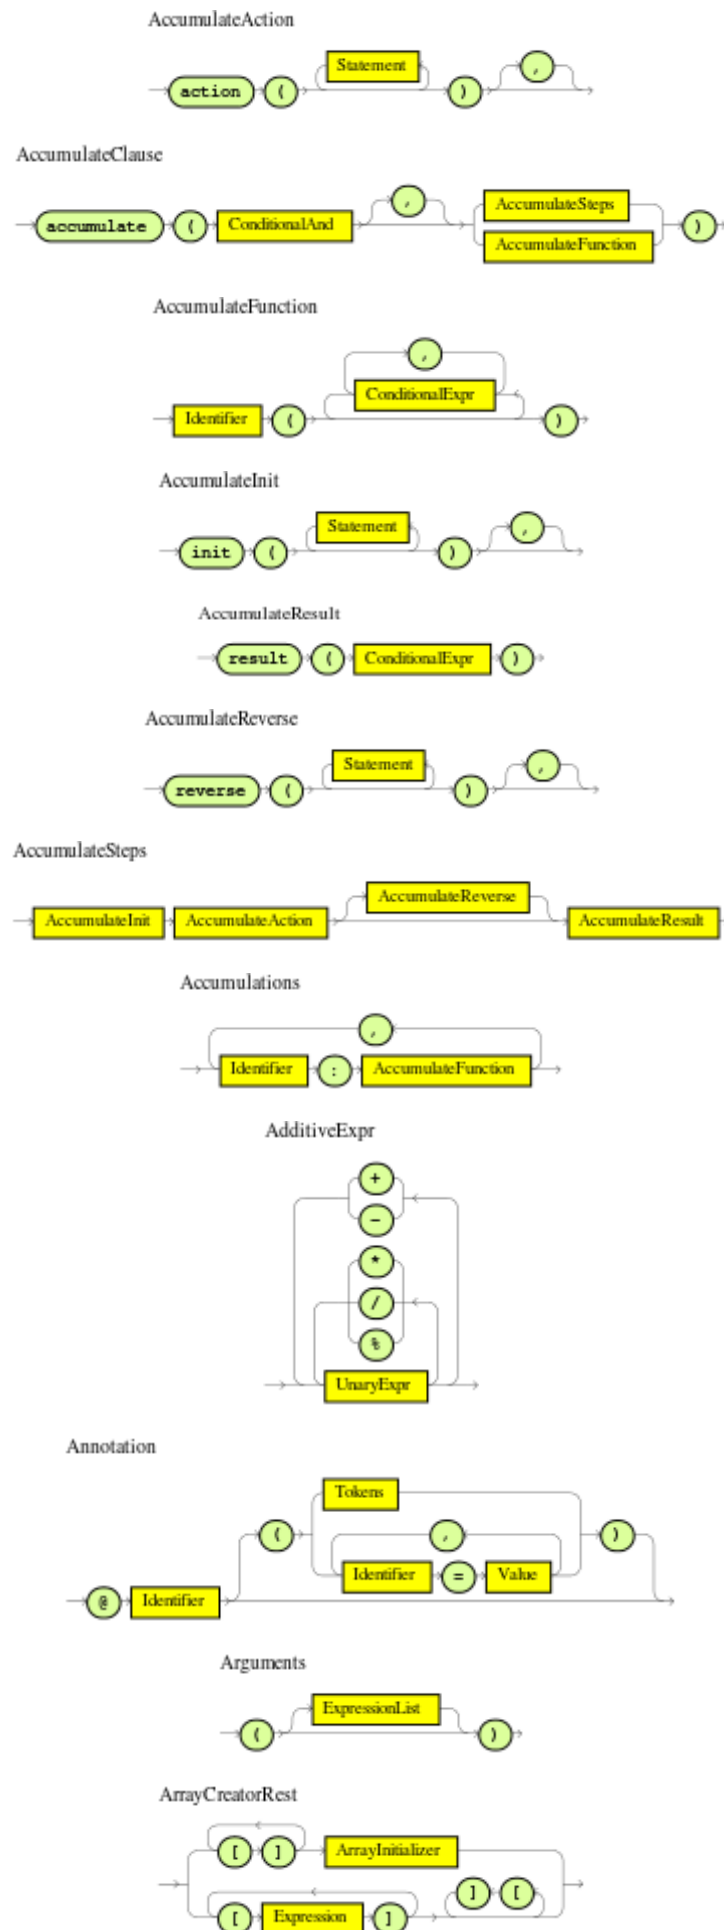 AccumulateAction
Statement ,
action ( )
AccumulateClause
, AccumulateSteps
accumulate ( ConditionalAnd )
AccumulateFunction
AccumulateFunction
,
ConditionalExpr
Identifier ( )
AccumulateInit
Statement ,
init ( )
AccumulateResult
result ( ConditionalExpr )
AccumulateReverse
Statement ,
reverse ( )
AccumulateSteps
AccumulateReverse
AccumulateInit AccumulateAction AccumulateResult
Accumulations
,
Identifier : AccumulateFunction
AdditiveExpr
+
-
*
/
%
UnaryExpr
Annotation
Tokens
( , )
Identifier = Value
@ Identifier
Arguments
ExpressionList
( )
ArrayCreatorRest
[ ] ArrayInitializer
] [
[ Expression ]